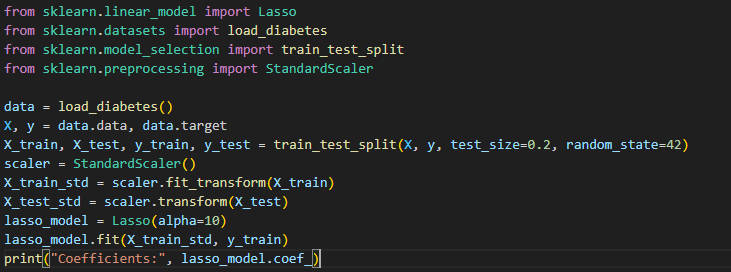 from sklearn.linear_model import Lasso
from sklearn.datasets import load_diabetes
from sklearn.model_selection import train_test_split
from sklearn.preprocessing import StandardScaler
data = load_diabetes()
X, y = data.data, data.target
X_train, X_test, y_train, y_test = train_test_split(X, y, test_size=0.2, random_state=42)
scaler = StandardScaler()
X_train_std = scaler.fit_transform(X_train)
X_test_std = scaler.transform(X_test)
lasso_model = Lasso(alpha=10)
lasso_model.fit(X_train_std, y_train)
print("Coefficients:", lasso_model.coef_)